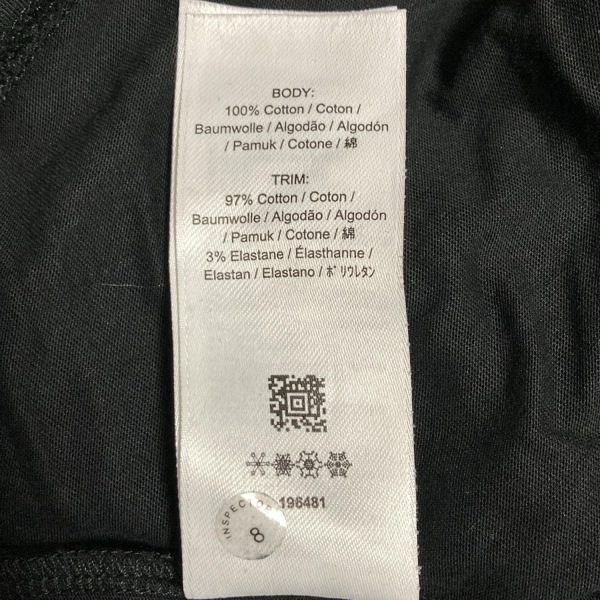 BODY:
100% Cotton / Coton /
Baumwolle / Algodão / Algodón
/ Pamuk / Cotone / 綿
TRIM:
97% Cotton / Coton /
Baumwolle / Algodão / Algodón
/ Pamuk / Cotone / 綿
3% Elastane / Élasthanne /
Elastan / Elastano / ﾎﾟﾘｳﾚﾀﾝ
196481
INSPECTOR
8